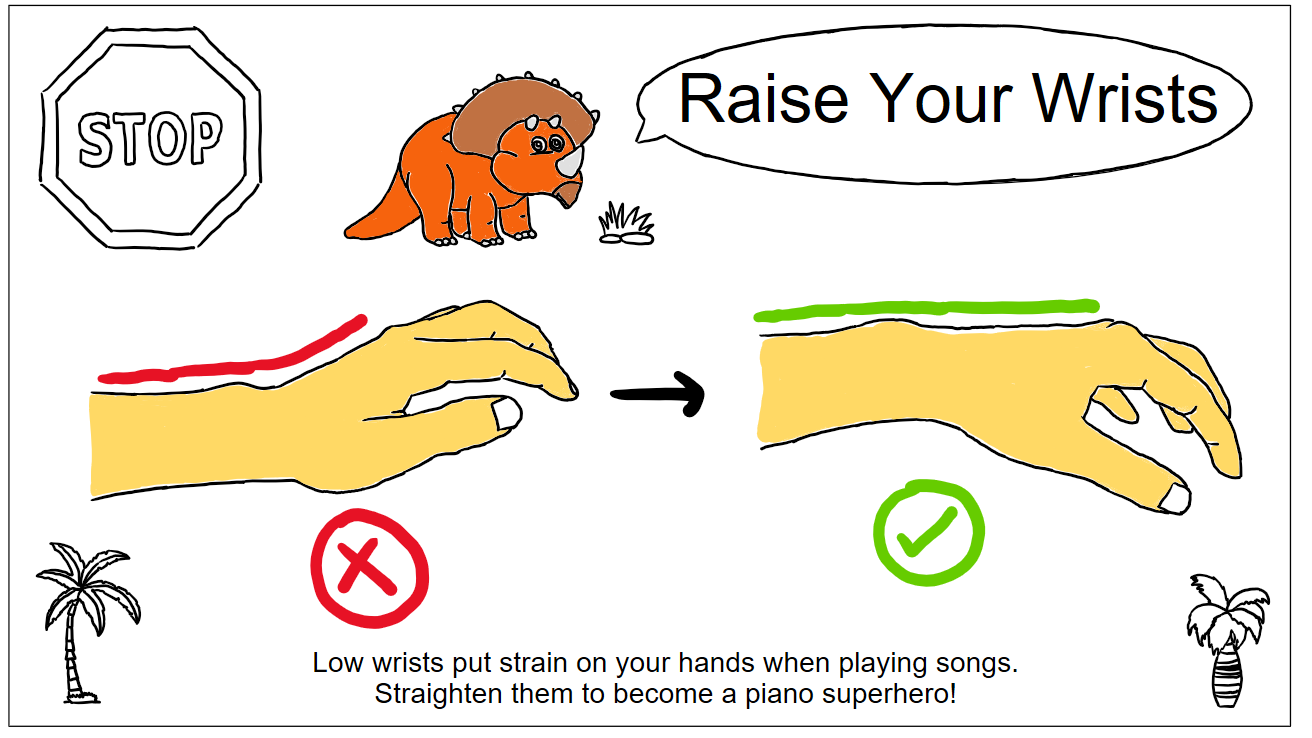 STOP
Raise Your Wrists
Low wrists put strain on your hands when playing songs.
Straighten them to become a piano superhero!